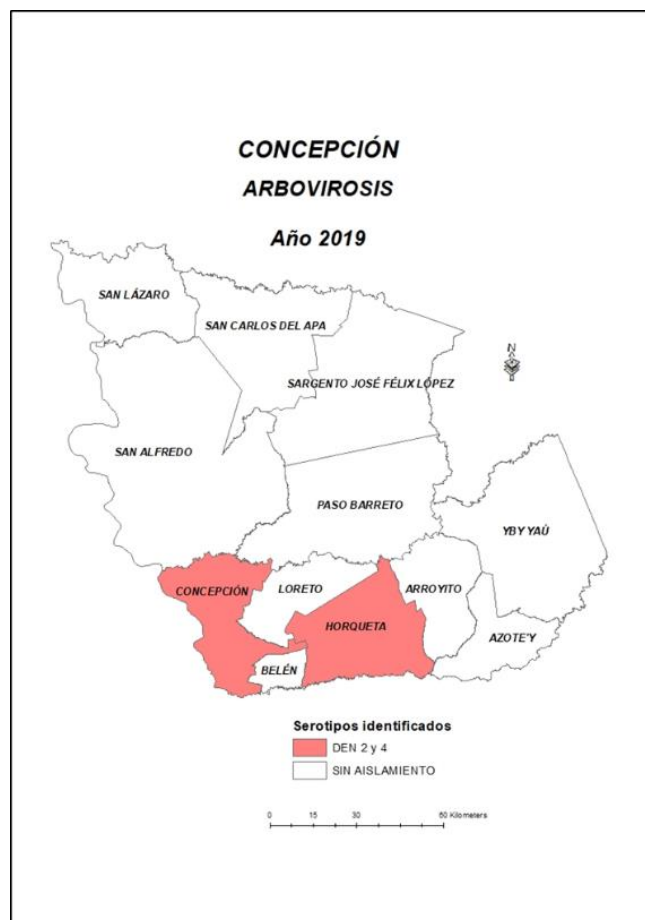 CONCEPCIÓN
ARBOVIROSIS
Año 2019
SAN LÁZARO
SAN CARLOS DEL APA
N
SARGENTO JOSÉ FÉLIX LÓPEZ
SAN ALFREDO
PASO BARRETO
YBY YAÚ
CONCEPCIÓN
LORETO
ARROYITO
HORQUETA
AZOTE'Y
BELÉN
Serotipos identificados
DEN 2 y 4
SIN AISLAMIENTO
0 15 30 60 Kilometers